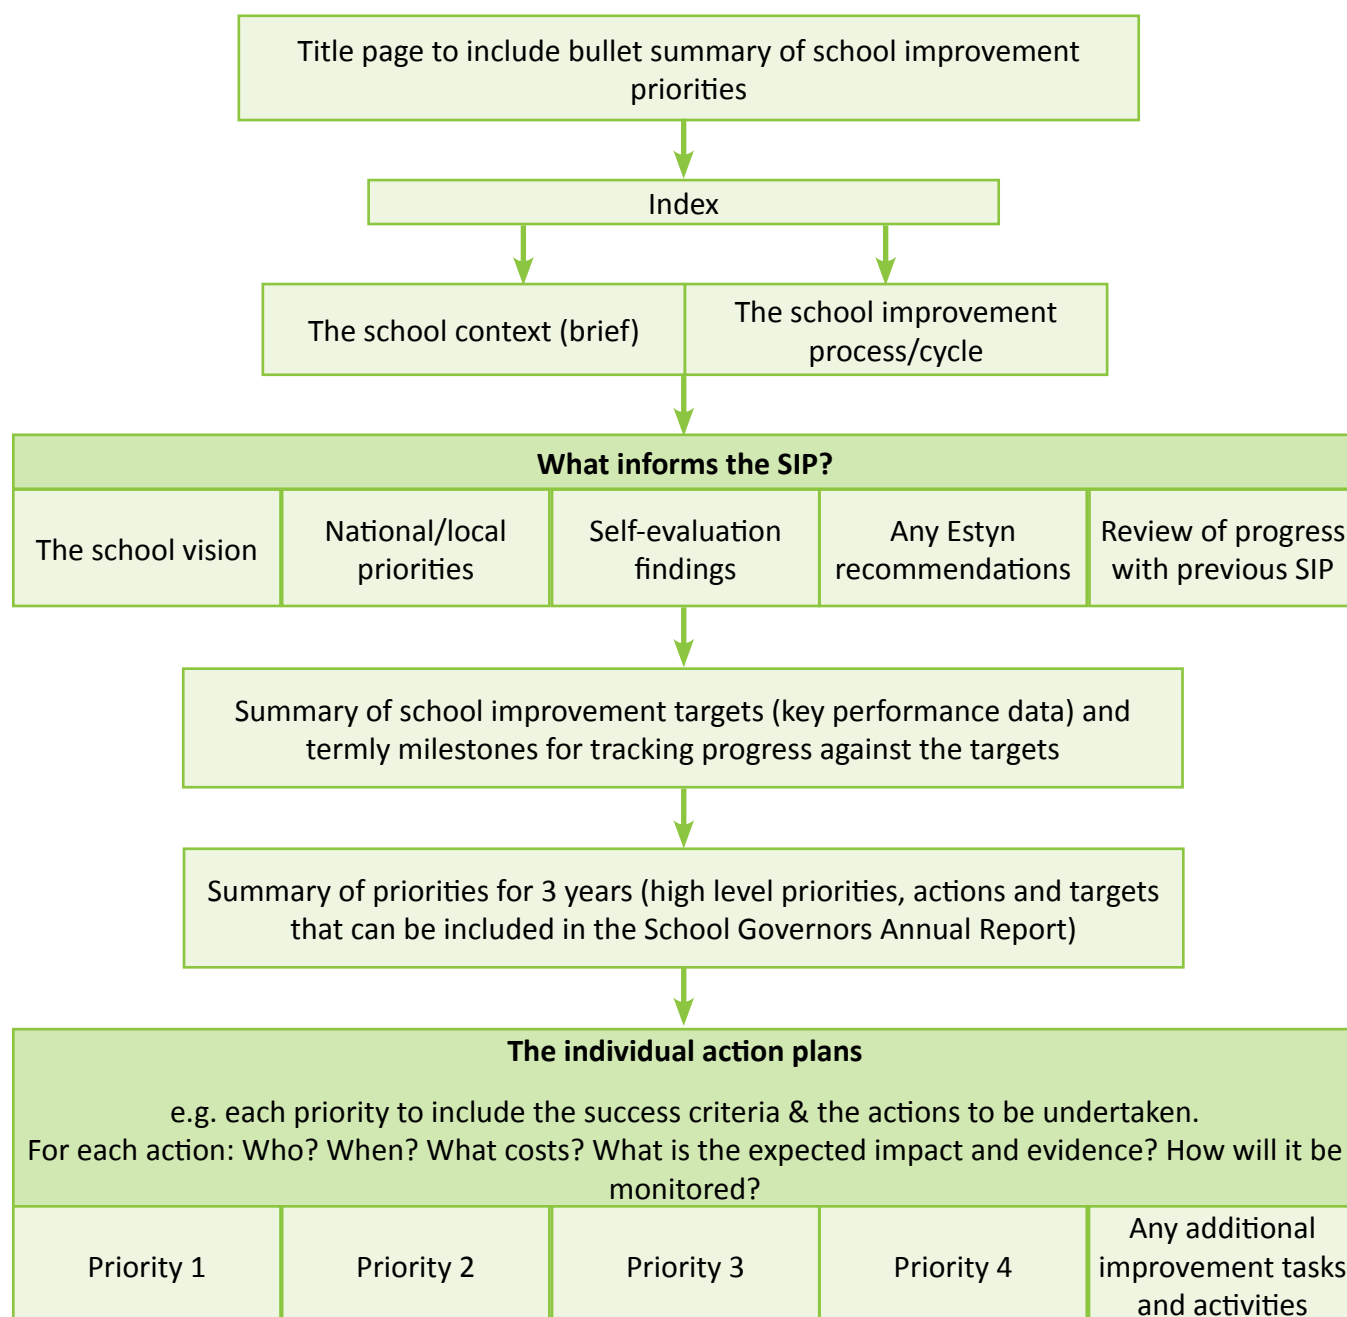 Title page to include bullet summary of school improvement
priorities
Index
The school context (brief)
The school improvement
process/cycle
What informs the SIP?
The school vision
National/local
priorities
Self-evaluation
findings
Any Estyn
recommendations
Review of progress
with previous SIP
Summary of school improvement targets (key performance data) and
termly milestones for tracking progress against the targets
Summary of priorities for 3 years (high level priorities, actions and targets
that can be included in the School Governors Annual Report)
The individual action plans
e.g. each priority to include the success criteria & the actions to be undertaken.
For each action: Who? When? What costs? What is the expected impact and evidence? How will it be
monitored?
Priority 1
Priority 2
Priority 3
Priority 4
Any additional
improvement tasks
and activities